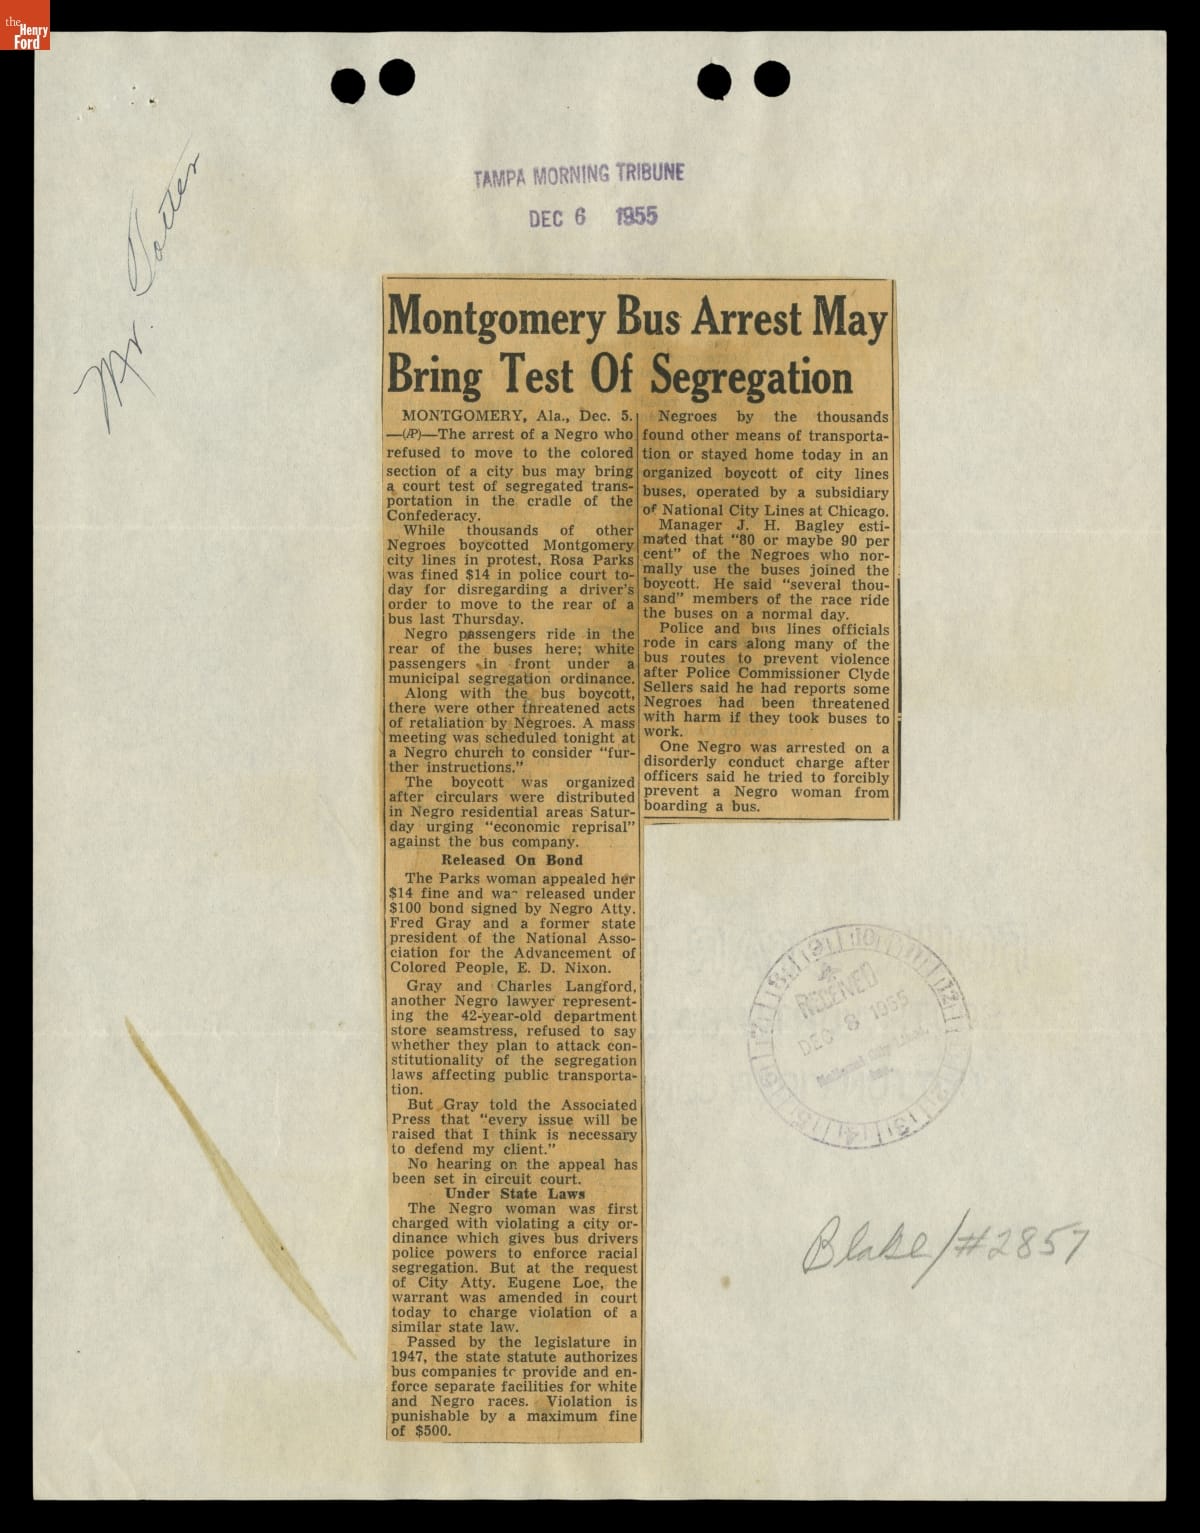 the
Henry
Ford
Mr. Potter
TAMPA MORNING TRIBUNE
DEC 6 1955
Montgomery Bus Arrest May
Bring Test Of Segregation
MONTGOMERY, Ala., Dec. 5.
—(AP)—The arrest of a Negro who
refused to move to the colored
section of a city bus may bring
a court test of segregated trans-
portation in the cradle of the
Confederacy.
While thousands of other
Negroes boycotted Montgomery
city lines in protest, Rosa Parks
was fined $14 in police court to-
day for disregarding a driver's
order to move to the rear of a
bus last Thursday.
Negro passengers ride in the
rear of the buses here; white
passengers in front under a
municipal segregation ordinance.
Along with the bus boycott,
there were other threatened acts
of retaliation by Negroes. A mass
meeting was scheduled tonight at
a Negro church to consider "fur-
ther instructions."
The boycott was organized
after circulars were distributed
in Negro residential areas Satur-
day urging "economic reprisal"
against the bus company.
Released On Bond
The Parks woman appealed her
$14 fine and was released under
$100 bond signed by Negro Atty.
Fred Gray and a former state
president of the National Asso-
ciation for the Advancement of
Colored People, E. D. Nixon.
Gray and Charles Langford,
another Negro lawyer represent-
ing the 42-year-old department
store seamstress, refused to say
whether they plan to attack con-
stitutionality of the segregation
laws affecting public transporta-
tion.
But Gray told the Associated
Press that "every issue will be
raised that I think is necessary
to defend my client."
No hearing on the appeal has
been set in circuit court.
Under State Laws
The Negro woman was first
charged with violating a city or-
dinance which gives bus drivers
police powers to enforce racial
segregation. But at the request
of City Atty. Eugene Loe, the
warrant was amended in court
today to charge violation of a
similar state law.
Passed by the legislature in
1947, the state statute authorizes
bus companies to provide and en-
force separate facilities for white
and Negro races. Violation is
punishable by a maximum fine
of $500.
Negroes by the thousands
found other means of transporta-
tion or stayed home today in an
organized boycott of city lines
buses, operated by a subsidiary
of National City Lines at Chicago.
Manager J. H. Bagley esti-
mated that "80 or maybe 90 per
cent" of the Negroes who nor-
mally use the buses joined the
boycott. He said "several thou-
sand" members of the race ride
the buses on a normal day.
Police and bus lines officials
rode in cars along many of the
bus routes to prevent violence
after Police Commissioner Clyde
Sellers said he had reports some
Negroes had been threatened
with harm if they took buses to
work.
One Negro was arrested on a
disorderly conduct charge after
officers said he tried to forcibly
prevent a Negro woman from
boarding a bus.
RECEIVED
DEC 8 1955
National City Lines,
Inc.
Blake/#2857